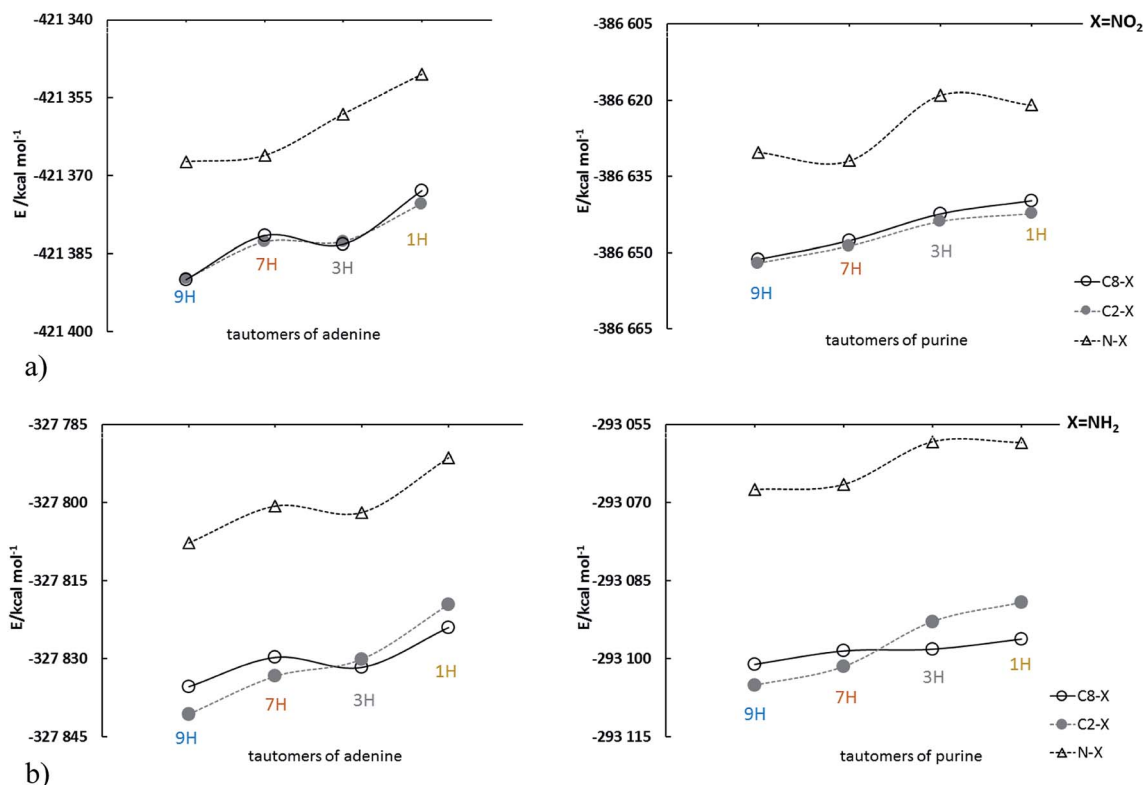 X=NO2
-421 340
-421 355
-421 370
-421 385
-421 400
E /kcal mol-1
9H
7H
3H
1H
tautomers of adenine
-386 605
-386 620
-386 635
-386 650
-386 665
E/kcal mol-1
9H
7H
3H
1H
C8-X
C2-X
N-X
tautomers of purine
a)
X=NH2
-327 785
-327 800
-327 815
-327 830
-327 845
E/kcal mol-1
9H
7H
3H
1H
tautomers of adenine
-293 055
-293 070
-293 085
-293 100
-293 115
E/kcal mol-1
9H
7H
3H
1H
C8-X
C2-X
N-X
tautomers of purine
b)